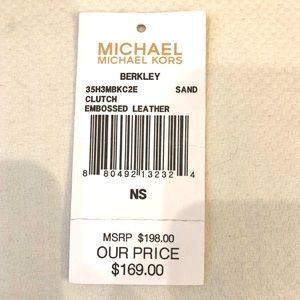 MICHAEL
MICHAEL KORS
BERKLEY
35H3MBKC2E SAND
CLUTCH
EMBOSSED LEATHER
8 80492 13232 4
NS
MSRP $198.00
OUR PRICE
$169.00